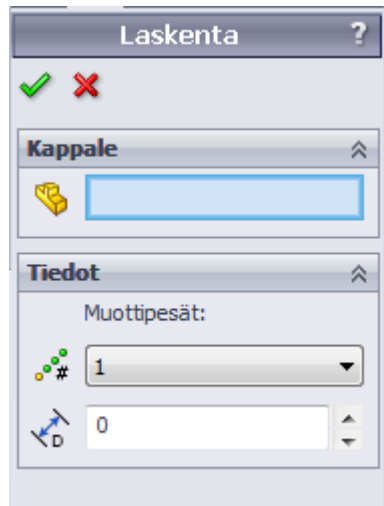 Laskenta ?
Kappale
Tiedot
Muottipesät:
# 1
D 0